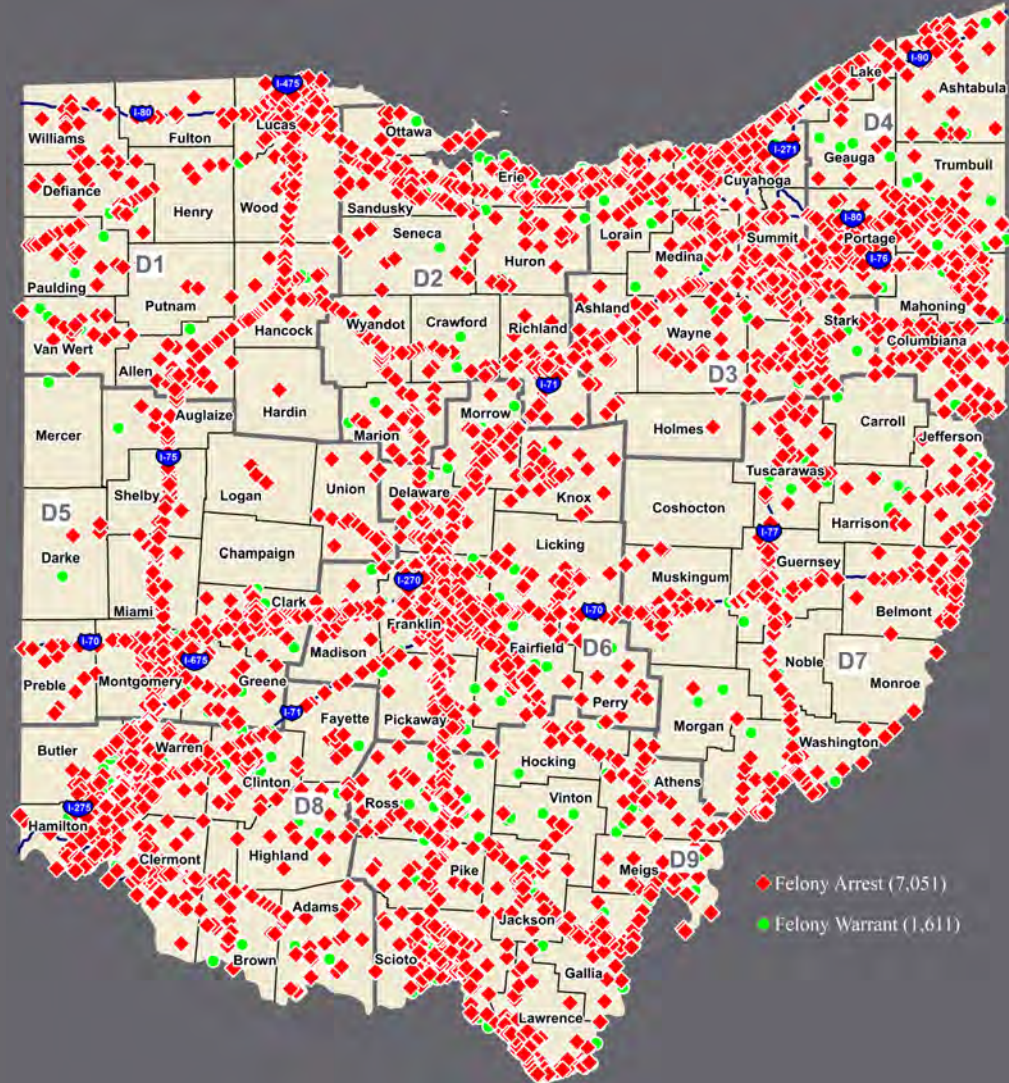 I-90
Lake
Ashtabula
I-475
I-80
Lucas
Williams
Fulton
Ottawa
D4
I-271
Geauga
Erie
Cuyahoga
Trumbull
Defiance
Henry
Wood
Sandusky
Seneca
Lorain
I-80
Summit
Portage
Medina
Huron
I-76
D1
D2
Paulding
Putnam
Ashland
Mahoning
Hancock
Wyandot
Crawford
Richland
Wayne
Stark
Columbiana
Van Wert
Allen
D3
I-71
Auglaize
Hardin
Morrow
Carroll
Mercer
Marion
Holmes
Jefferson
I-75
Tuscarawas
Shelby
Logan
Union
Delaware
Knox
Coshocton
Harrison
D5
I-77
Licking
Darke
Champaign
Guernsey
I-270
Muskingum
Clark
Miami
I-70
Belmont
Franklin
I-70
Madison
Fairfield
D6
I-675
Noble
D7
Preble
Montgomery
Greene
Monroe
Perry
I-71
Fayette
Pickaway
Morgan
Butler
Warren
Washington
Hocking
Athens
Clinton
Vinton
I-275
D8
Ross
Hamilton
Clermont
Highland
D9
Pike
Meigs
Felony Arrest (7,051)
Adams
Jackson
Felony Warrant (1,611)
Brown
Scioto
Gallia
Lawrence